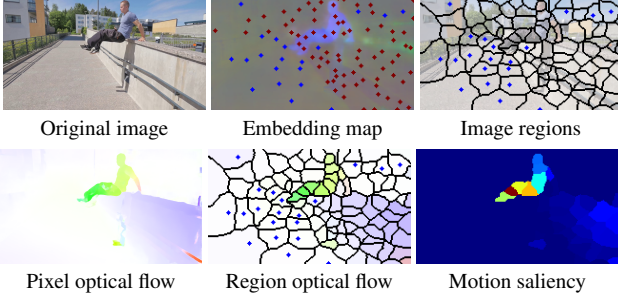 Original image
Embedding map
Image regions
Pixel optical flow
Region optical flow
Motion saliency